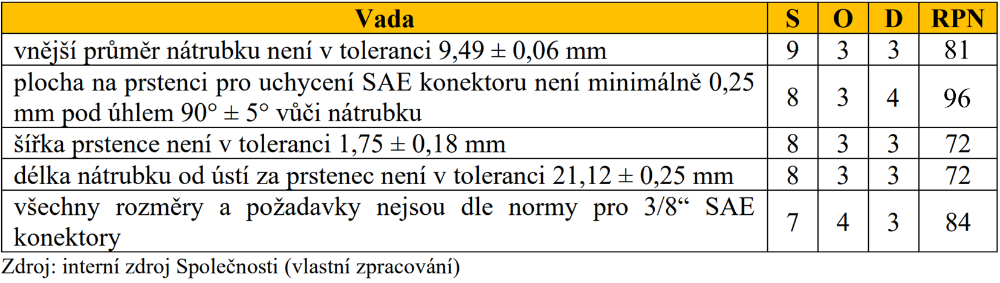 Vada S O D RPN
vnější průměr nátrubku není v toleranci 9,49 ± 0,06 mm 9 3 3 81
plocha na prstenci pro uchycení SAE konektoru není minimálně 0,25
mm pod úhlem 90° ± 5° vůči nátrubku 8 3 4 96
šířka prstence není v toleranci 1,75 ± 0,18 mm 8 3 3 72
délka nátrubku od ústí za prstenec není v toleranci 21,12 ± 0,25 mm 8 3 3 72
všechny rozměry a požadavky nejsou dle normy pro 3/8“ SAE
konektory 7 4 3 84
Zdroj: interní zdroj Společnosti (vlastní zpracování)